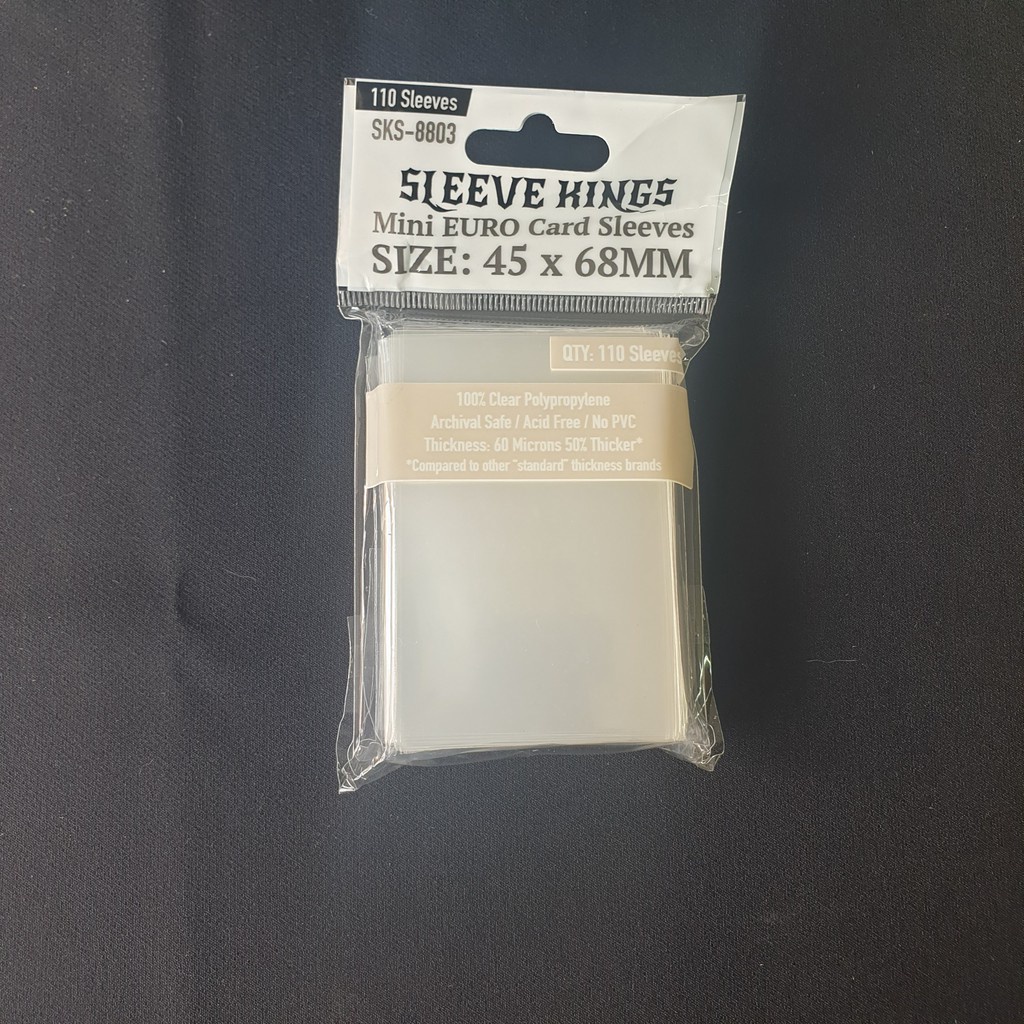 110 Sleeves
SKS-8803
SLEEVE KINGS
Mini EURO Card Sleeves
SIZE: 45 x 68MM
QTY: 110 Sleeves
100% Clear Polypropylene
Archival Safe / Acid Free / No PVC
Thickness: 60 Microns 50% Thicker*
*Compared to other "standard" thickness brands